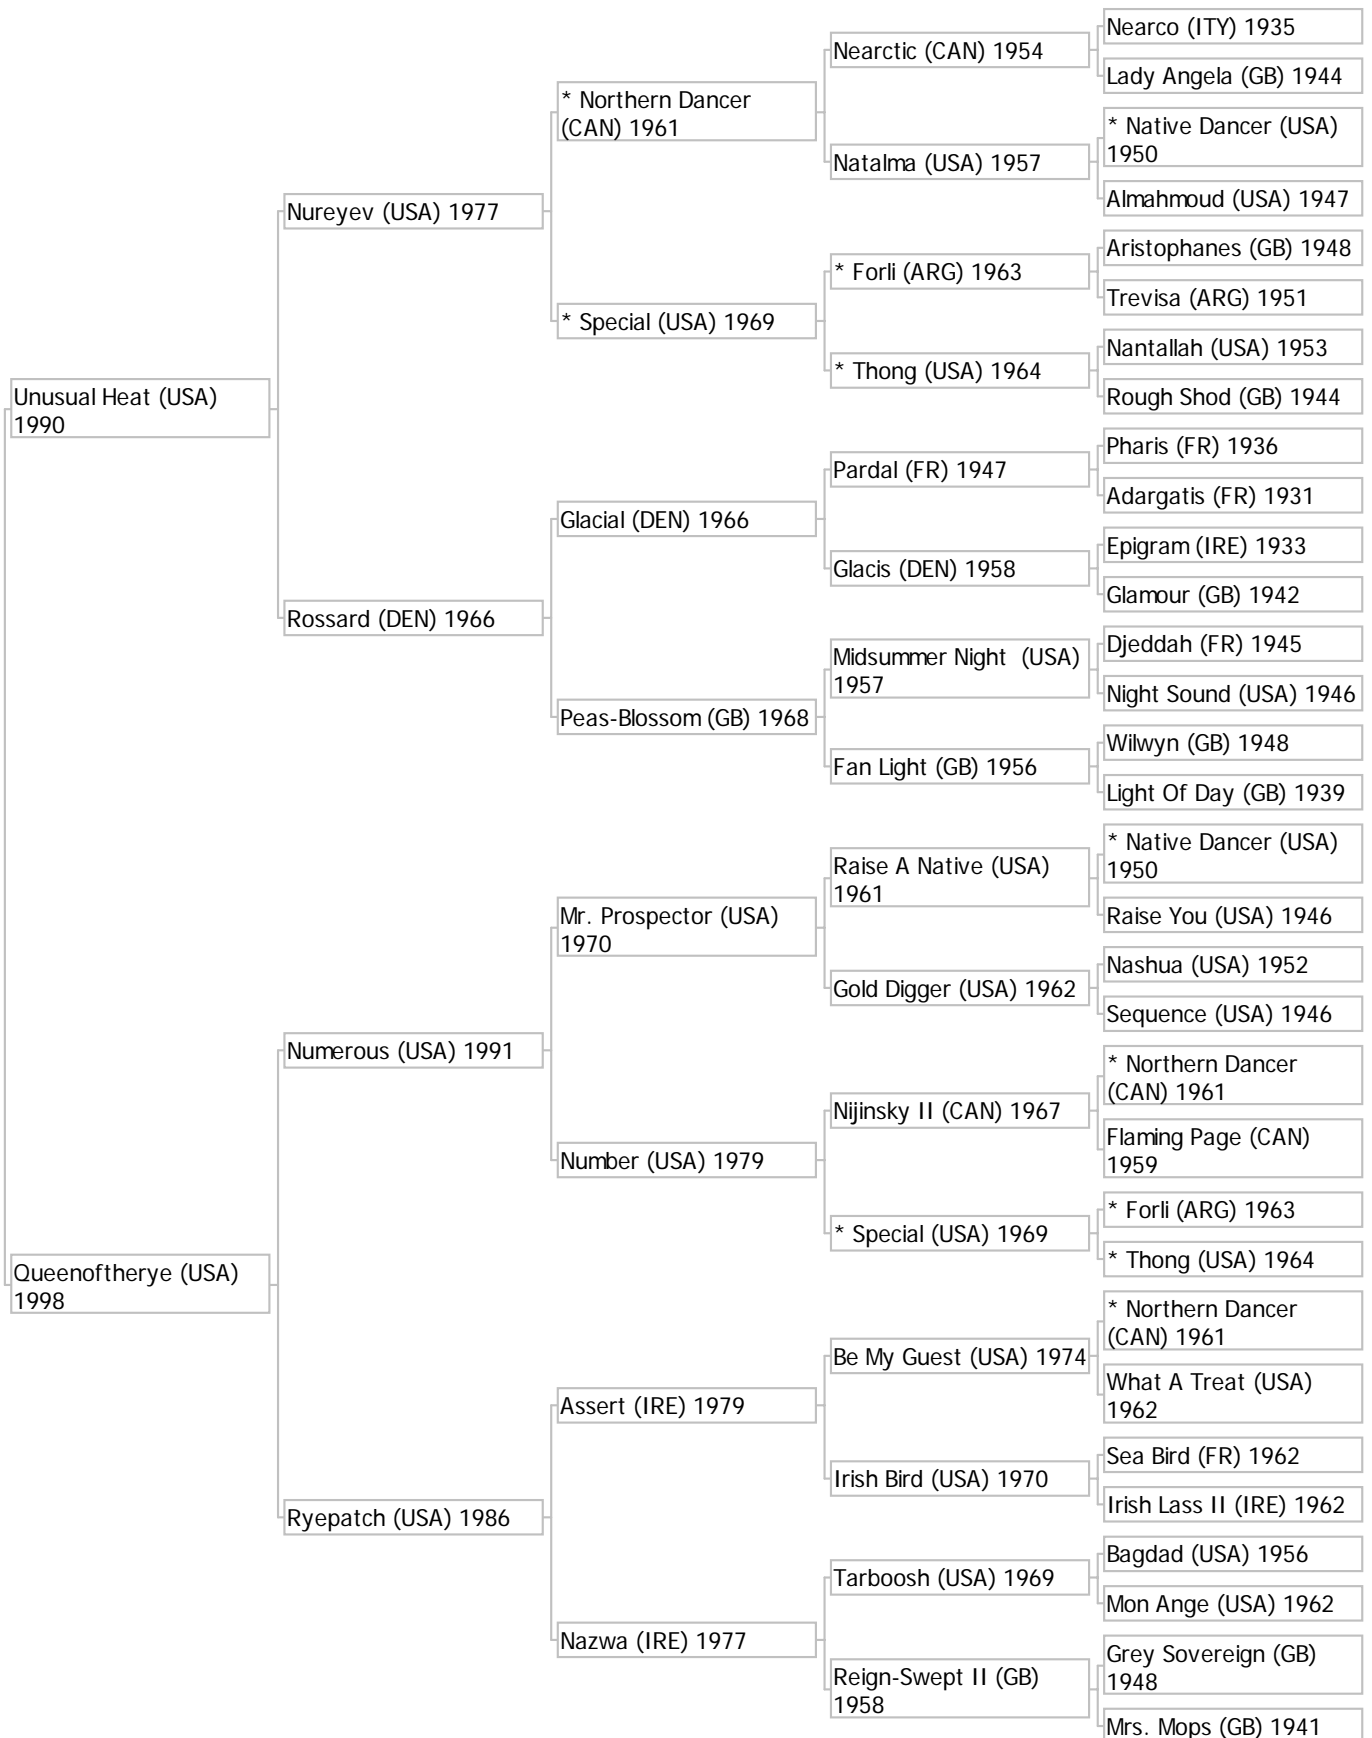 Nearco (ITY) 1935
Nearctic (CAN) 1954
Lady Angela (GB) 1944
* Northern Dancer
(CAN) 1961
* Native Dancer (USA)
1950
Natalma (USA) 1957
Almahmoud (USA) 1947
Nureyev (USA) 1977
Aristophanes (GB) 1948
* Forli (ARG) 1963
Trevisa (ARG) 1951
* Special (USA) 1969
Nantallah (USA) 1953
* Thong (USA) 1964
Rough Shod (GB) 1944
Unusual Heat (USA)
1990
Pharis (FR) 1936
Pardal (FR) 1947
Adargatis (FR) 1931
Glacial (DEN) 1966
Epigram (IRE) 1933
Glacis (DEN) 1958
Glamour (GB) 1942
Rossard (DEN) 1966
Djeddah (FR) 1945
Midsummer Night  (USA)
1957
Night Sound (USA) 1946
Peas-Blossom (GB) 1968
Wilwyn (GB) 1948
Fan Light (GB) 1956
Light Of Day (GB) 1939
* Native Dancer (USA)
1950
Raise A Native (USA)
1961
Raise You (USA) 1946
Mr. Prospector (USA)
1970
Nashua (USA) 1952
Gold Digger (USA) 1962
Sequence (USA) 1946
Numerous (USA) 1991
* Northern Dancer
(CAN) 1961
Nijinsky II (CAN) 1967
Flaming Page (CAN)
1959
Number (USA) 1979
* Forli (ARG) 1963
* Special (USA) 1969
* Thong (USA) 1964
Queenoftherye (USA)
1998
* Northern Dancer
(CAN) 1961
Be My Guest (USA) 1974
What A Treat (USA)
1962
Assert (IRE) 1979
Sea Bird (FR) 1962
Irish Bird (USA) 1970
Irish Lass II (IRE) 1962
Ryepatch (USA) 1986
Bagdad (USA) 1956
Tarboosh (USA) 1969
Mon Ange (USA) 1962
Nazwa (IRE) 1977
Grey Sovereign (GB)
1948
Reign-Swept II (GB)
1958
Mrs. Mops (GB) 1941